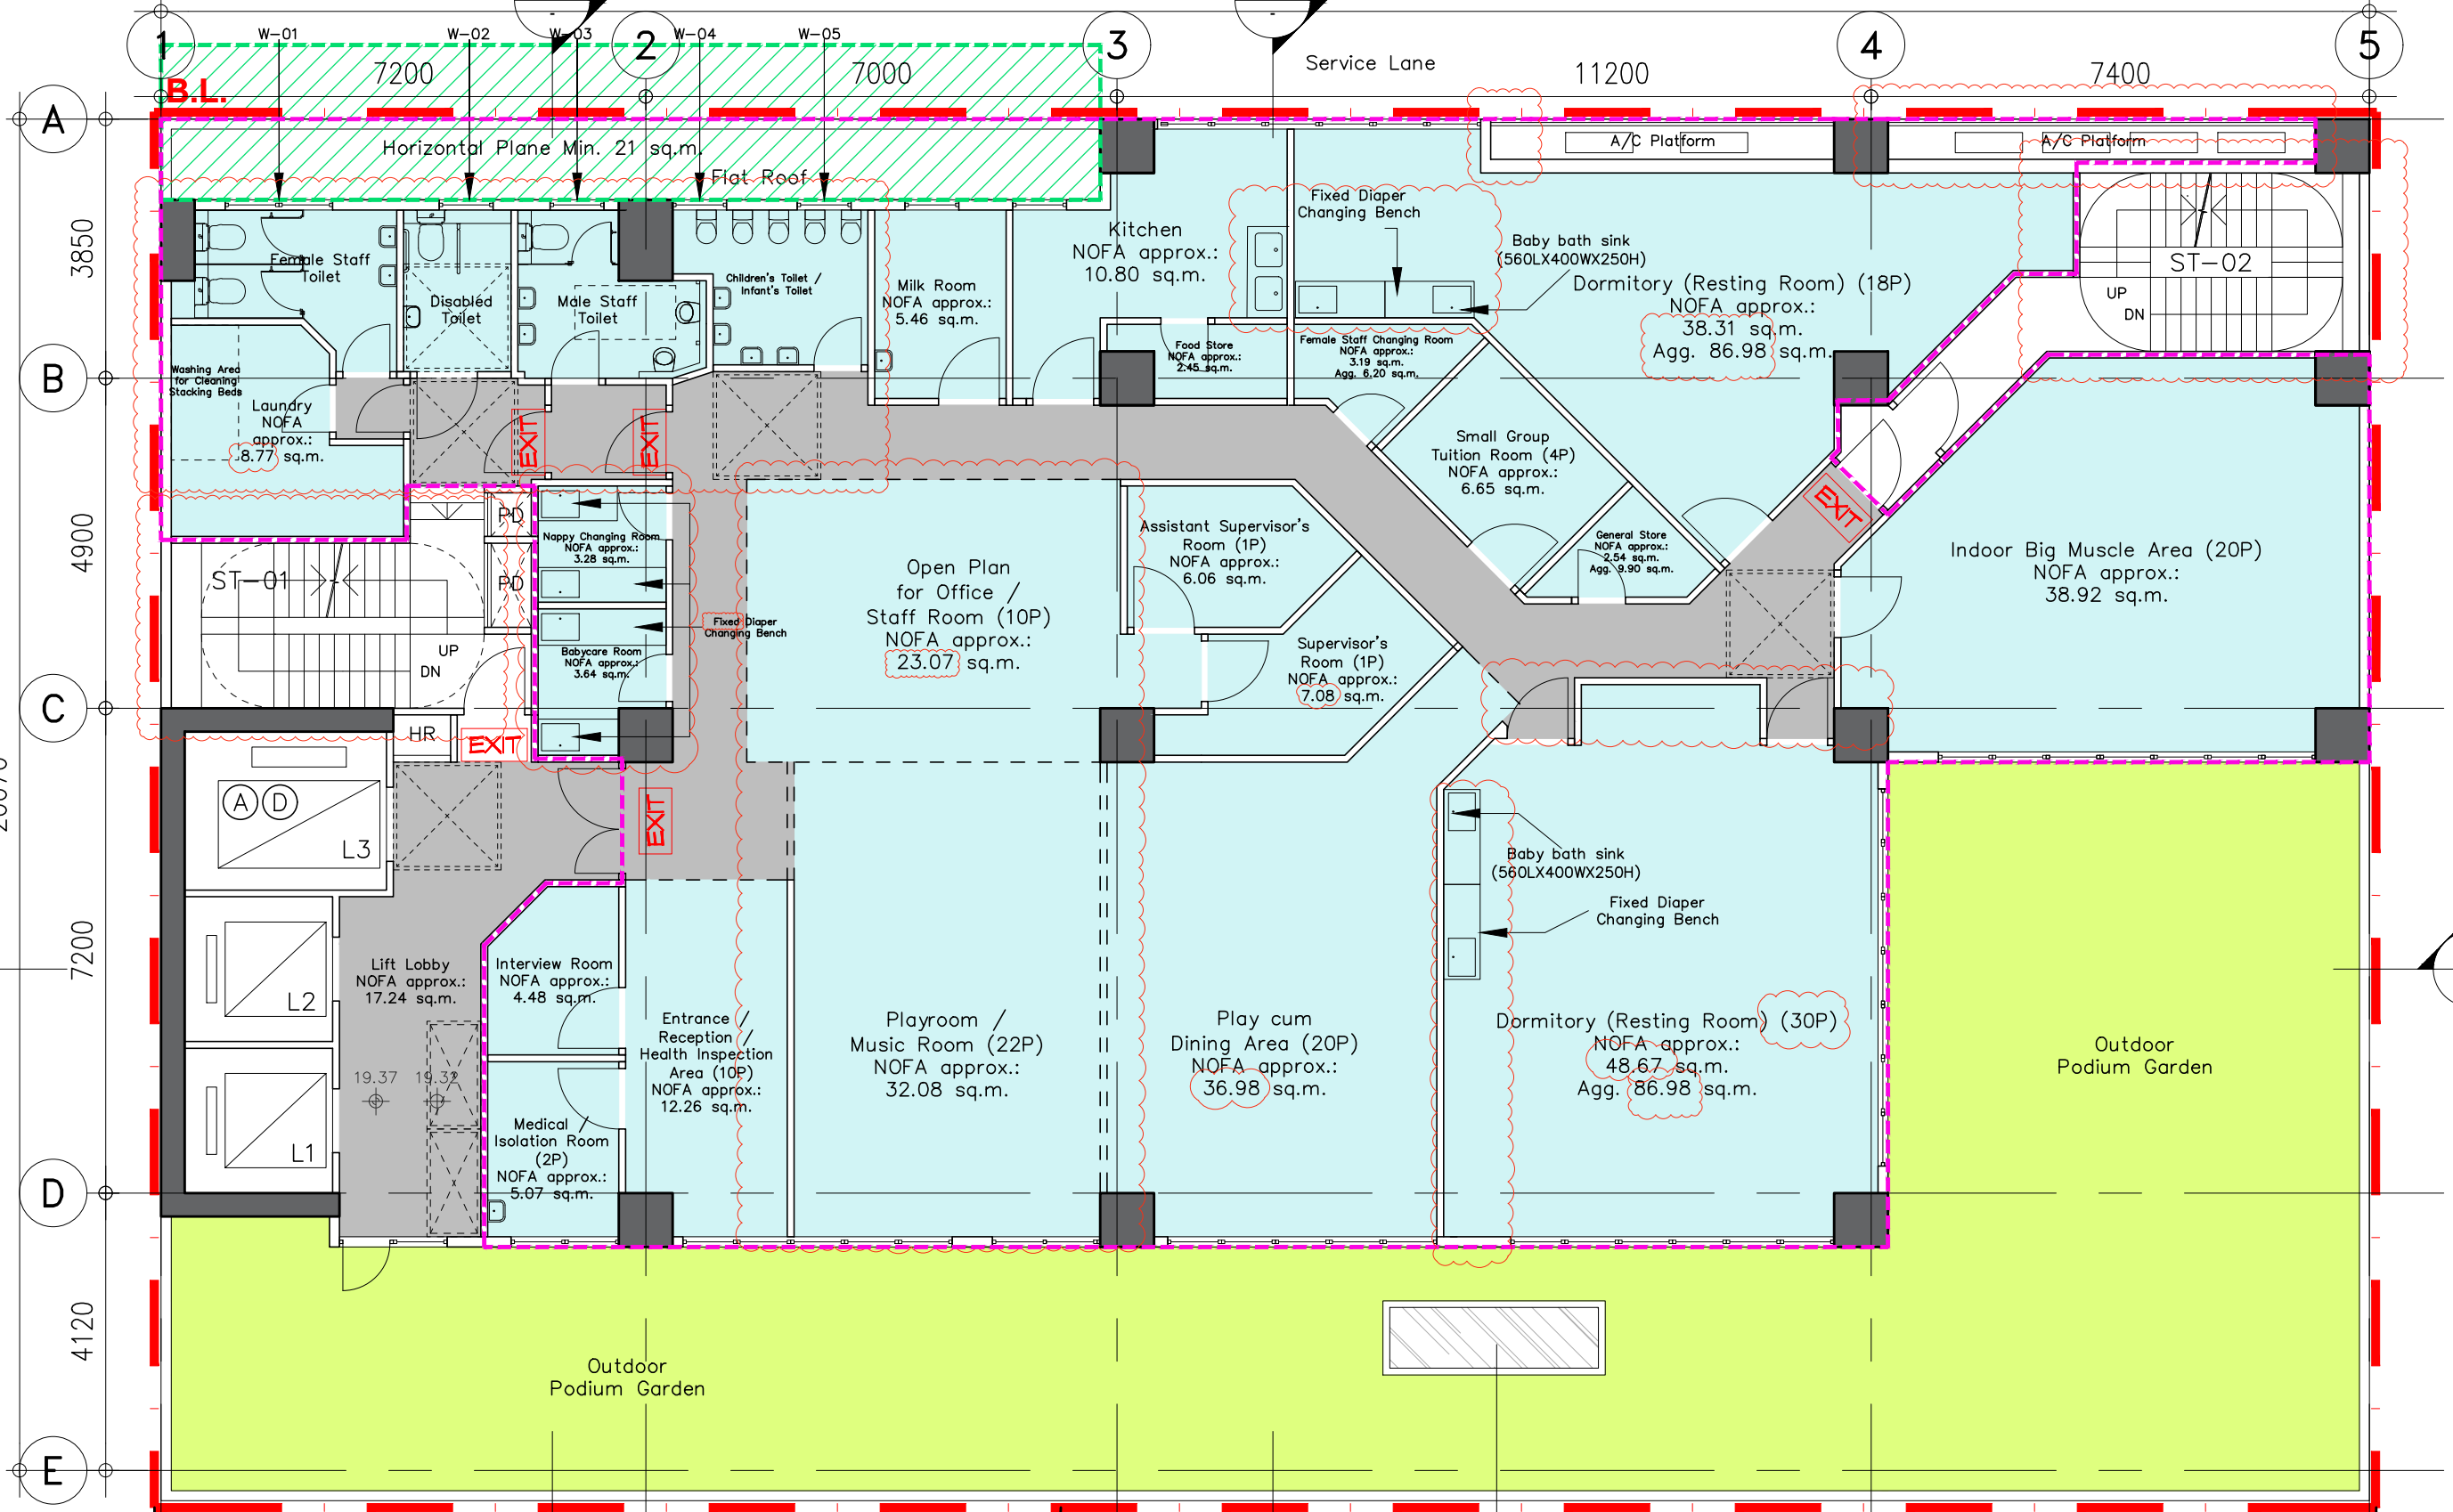 1
2
3
4
5
W-01
W-02
W-03
W-04
W-05
7200
7000
Service Lane
11200
7400
B.L.
A
Horizontal Plane Min. 21 sq.m.
Flat Roof
A/C Platform
A/C Platform
3850
Female Staff
Toilet
Disabled
Toilet
Male Staff
Toilet
Children's Toilet /
Infant's Toilet
Milk Room
NOFA approx.:
5.46 sq.m.
Kitchen
NOFA approx.:
10.80 sq.m.
Fixed Diaper
Changing Bench
Baby bath sink
(560LX400WX250H)
Dormitory (Resting Room) (18P)
NOFA approx.:
38.31 sq.m.
Agg. 86.98 sq.m.
ST-02
UP
DN
B
Washing Area
for Cleaning
Stacking Beds
Laundry
NOFA
approx.:
8.77 sq.m.
EXIT
EXIT
Food Store
NOFA approx.:
2.45 sq.m.
Female Staff Changing Room
NOFA approx.:
3.19 sq.m.
Agg. 6.20 sq.m.
Small Group
Tuition Room (4P)
NOFA approx.:
6.65 sq.m.
EXIT
4900
ST-01
UP
DN
PD
PD
Nappy Changing Room
NOFA approx.:
3.28 sq.m.
Fixed Diaper
Changing Bench
Babycare Room
NOFA approx.:
3.64 sq.m.
Open Plan
for Office /
Staff Room (10P)
NOFA approx.:
23.07 sq.m.
Assistant Supervisor's
Room (1P)
NOFA approx.:
6.06 sq.m.
General Store
NOFA approx.:
2.54 sq.m.
Agg. 9.90 sq.m.
Supervisor's
Room (1P)
NOFA approx.:
7.08 sq.m.
Indoor Big Muscle Area (20P)
NOFA approx.:
38.92 sq.m.
C
HR
EXIT
A
D
L3
EXIT
Baby bath sink
(560LX400WX250H)
Fixed Diaper
Changing Bench
7200
L2
L1
Lift Lobby
NOFA approx.:
17.24 sq.m.
19.37
19.32
Interview Room
NOFA approx.:
4.48 sq.m.
Medical /
Isolation Room
(2P)
NOFA approx.:
5.07 sq.m.
Entrance /
Reception /
Health Inspection
Area (10P)
NOFA approx.:
12.26 sq.m.
Playroom /
Music Room (22P)
NOFA approx.:
32.08 sq.m.
Play cum
Dining Area (20P)
NOFA approx.:
36.98 sq.m.
Dormitory (Resting Room) (30P)
NOFA approx.:
48.67 sq.m.
Agg. 86.98 sq.m.
Outdoor
Podium Garden
D
4120
Outdoor
Podium Garden
E